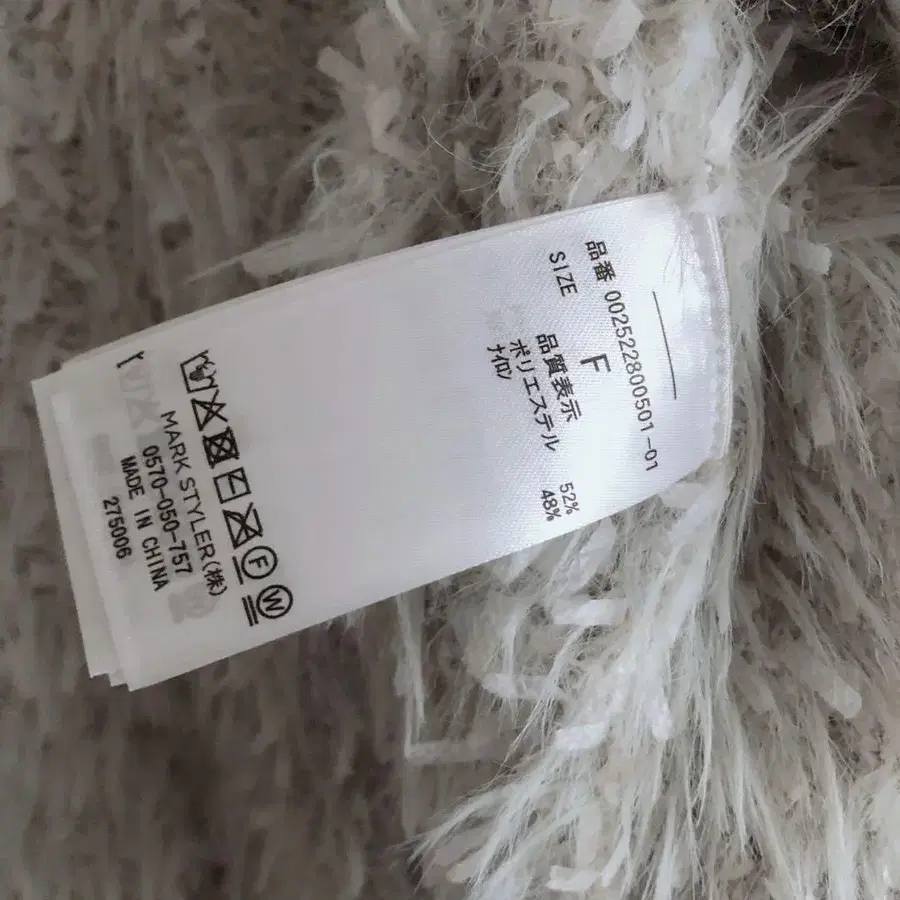 品番 002522800501-01
SIZE F
品質表示
ポリエステル 52%
ナイロン 48%
MARK STYLER(株)
0570-050-757
MADE IN CHINA
275006